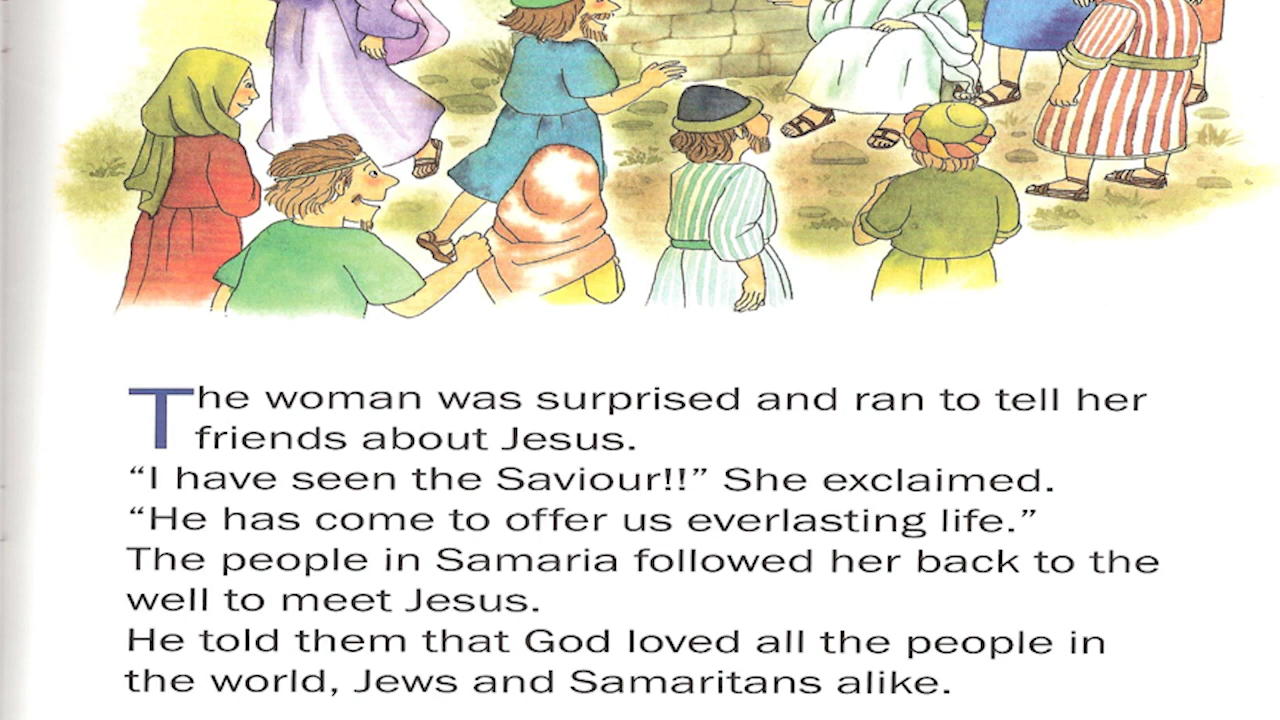 The woman was surprised and ran to tell her
friends about Jesus.
“I have seen the Saviour!!” She exclaimed.
“He has come to offer us everlasting life.”
The people in Samaria followed her back to the
well to meet Jesus.
He told them that God loved all the people in
the world, Jews and Samaritans alike.